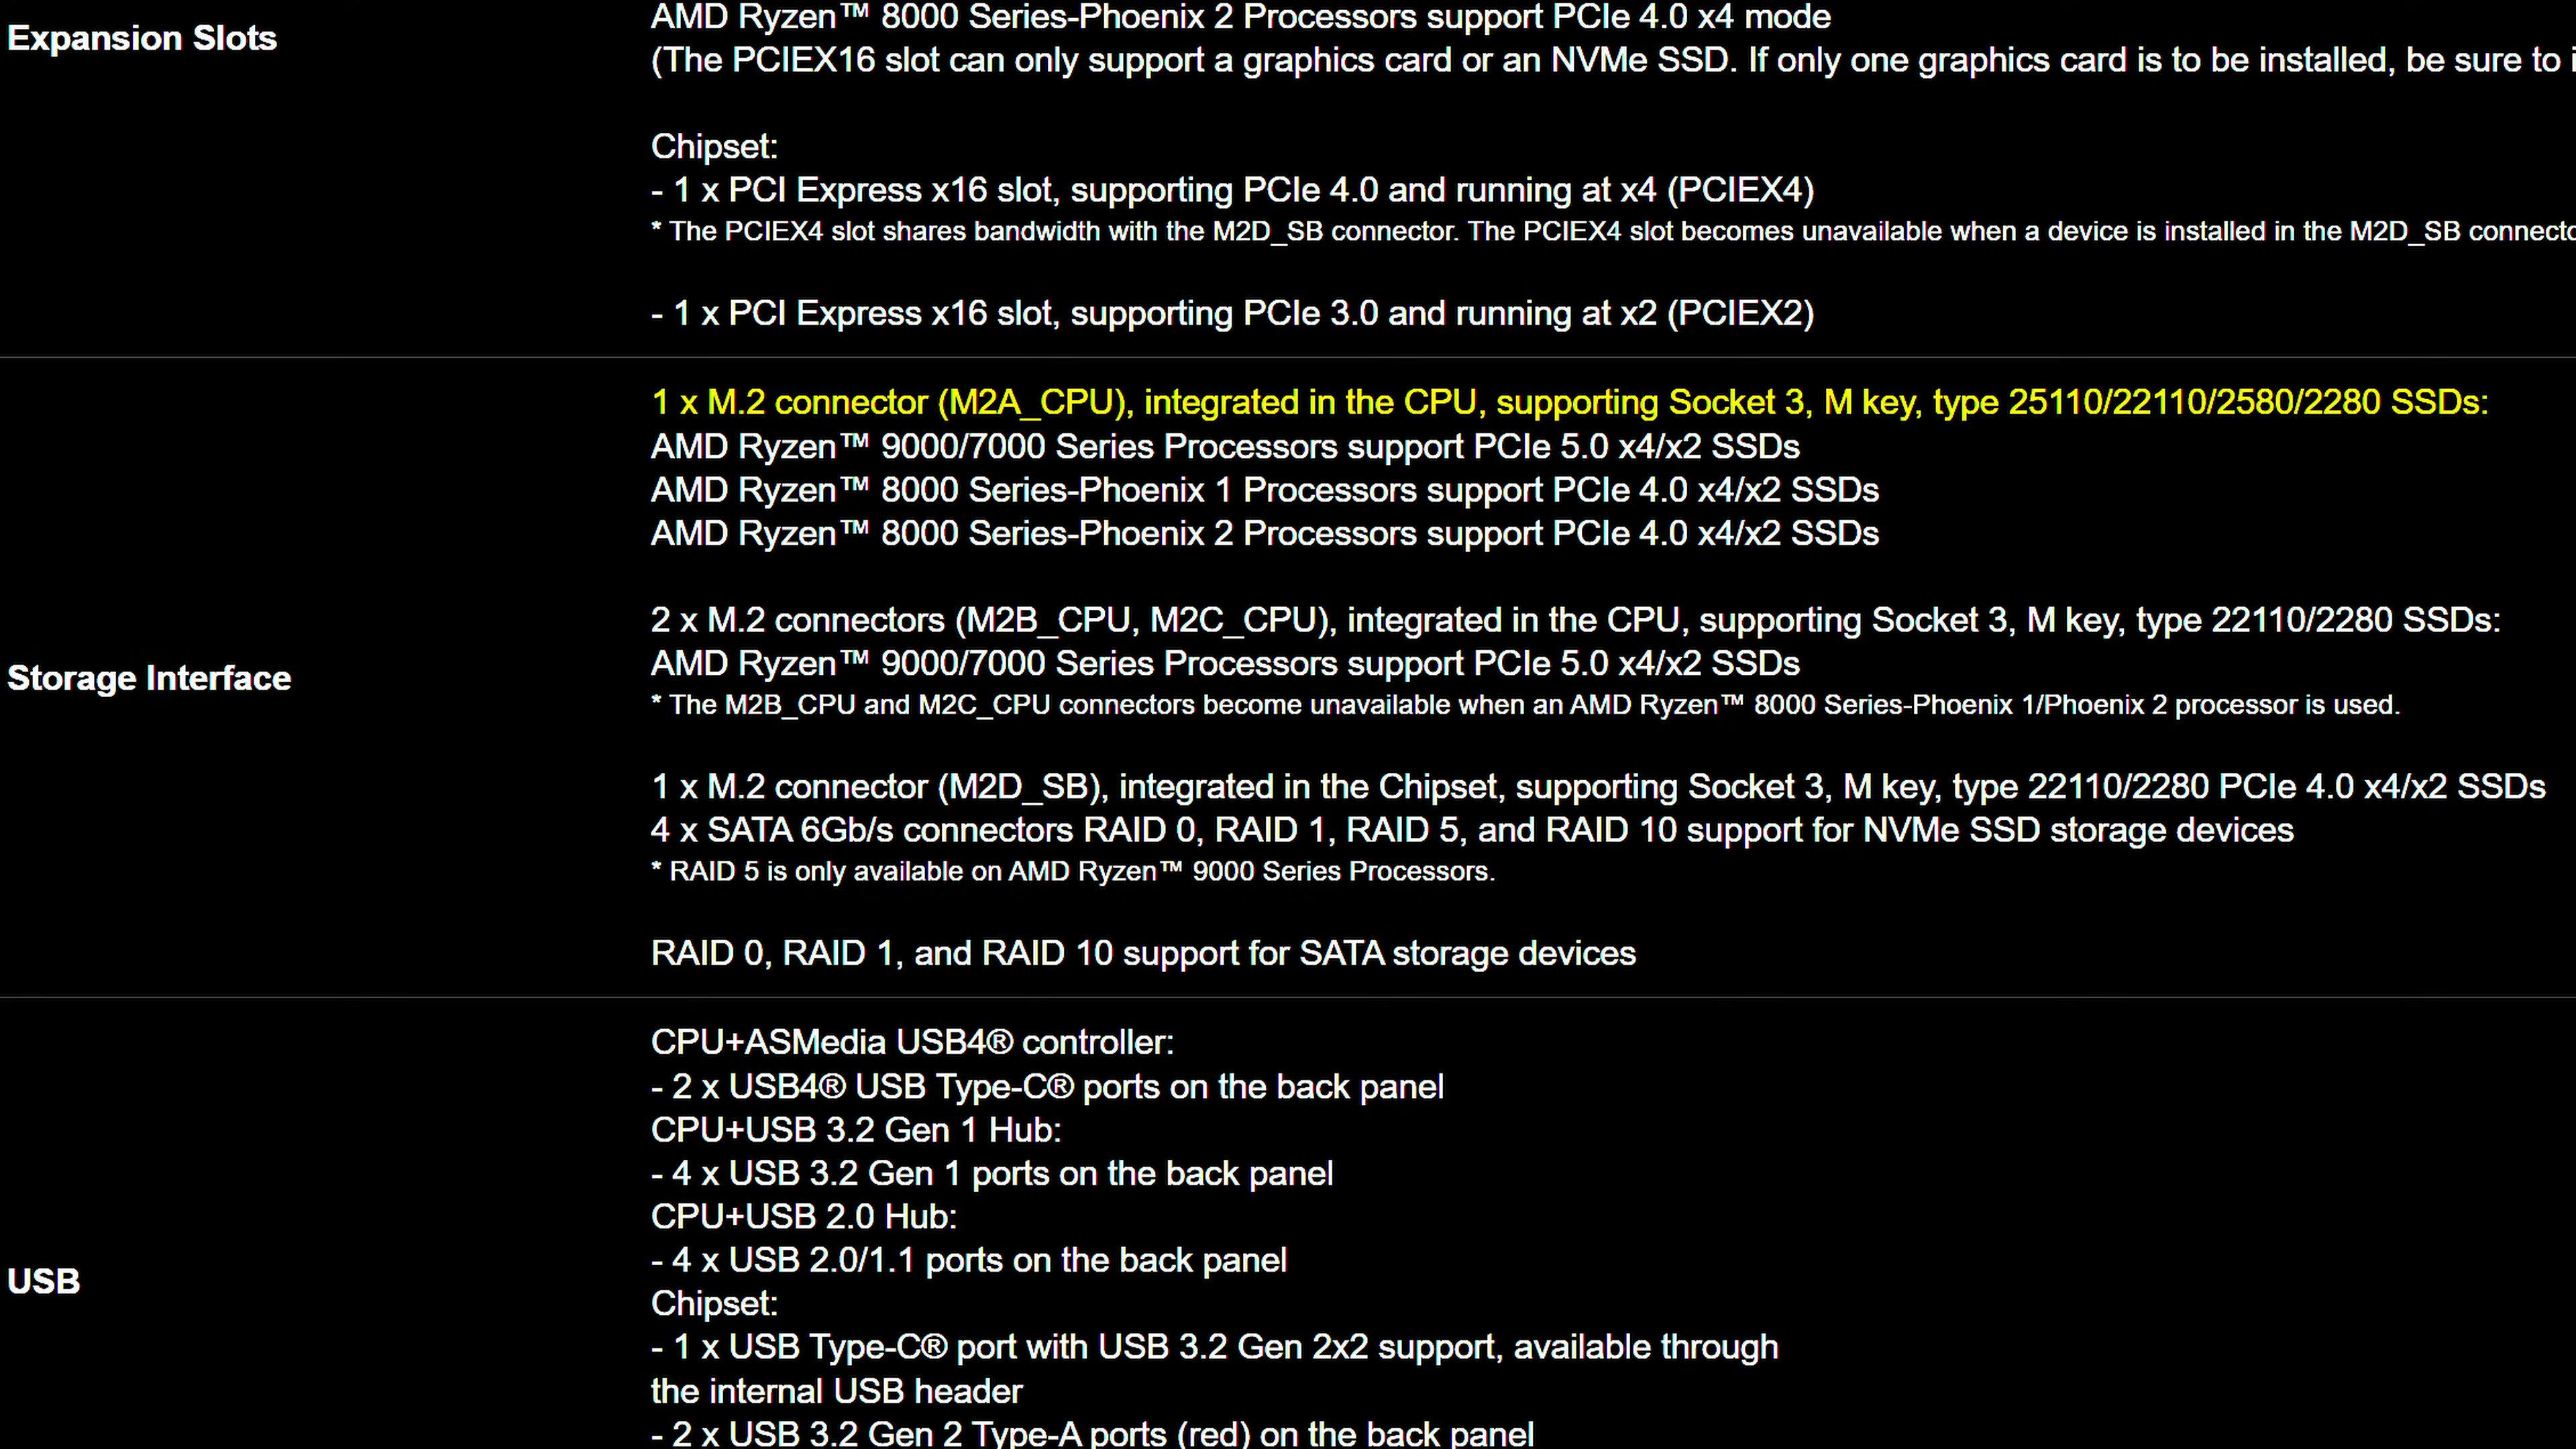 Expansion Slots
AMD Ryzen™ 8000 Series-Phoenix 2 Processors support PCIe 4.0 x4 mode
(The PCIEX16 slot can only support a graphics card or an NVMe SSD. If only one graphics card is to be installed, be sure to
Chipset:
- 1 x PCI Express x16 slot, supporting PCIe 4.0 and running at x4 (PCIEX4)
* The PCIEX4 slot shares bandwidth with the M2D_SB connector. The PCIEX4 slot becomes unavailable when a device is installed in the M2D_SB
- 1 x PCI Express x16 slot, supporting PCIe 3.0 and running at x2 (PCIEX2)
Storage Interface
1 x M.2 connector (M2A_CPU), integrated in the CPU, supporting Socket 3, M key, type 25110/22110/2580/2280 SSDs:
AMD Ryzen™ 9000/7000 Series Processors support PCIe 5.0 x4/x2 SSDs
AMD Ryzen™ 8000 Series-Phoenix 1 Processors support PCIe 4.0 x4/x2 SSDs
AMD Ryzen™ 8000 Series-Phoenix 2 Processors support PCIe 4.0 x4/x2 SSDs
2 x M.2 connectors (M2B_CPU, M2C_CPU), integrated in the CPU, supporting Socket 3, M key, type 22110/2280 SSDs:
AMD Ryzen™ 9000/7000 Series Processors support PCIe 5.0 x4/x2 SSDs
* The M2B_CPU and M2C_CPU connectors become unavailable when an AMD Ryzen™ 8000 Series-Phoenix 1/Phoenix 2 processor is used.
1 x M.2 connector (M2D_SB), integrated in the Chipset, supporting Socket 3, M key, type 22110/2280 PCIe 4.0 x4/x2 SSDs
4 x SATA 6Gb/s connectors RAID 0, RAID 1, RAID 5, and RAID 10 support for NVMe SSD storage devices
* RAID 5 is only available on AMD Ryzen™ 9000 Series Processors.
RAID 0, RAID 1, and RAID 10 support for SATA storage devices
USB
CPU+ASMedia USB4® controller:
- 2 x USB4® USB Type-C® ports on the back panel
CPU+USB 3.2 Gen 1 Hub:
- 4 x USB 3.2 Gen 1 ports on the back panel
CPU+USB 2.0 Hub:
- 4 x USB 2.0/1.1 ports on the back panel
Chipset:
- 1 x USB Type-C® port with USB 3.2 Gen 2x2 support, available through
the internal USB header
- 2 x USB 3.2 Gen 2 Type-A ports (red) on the back panel